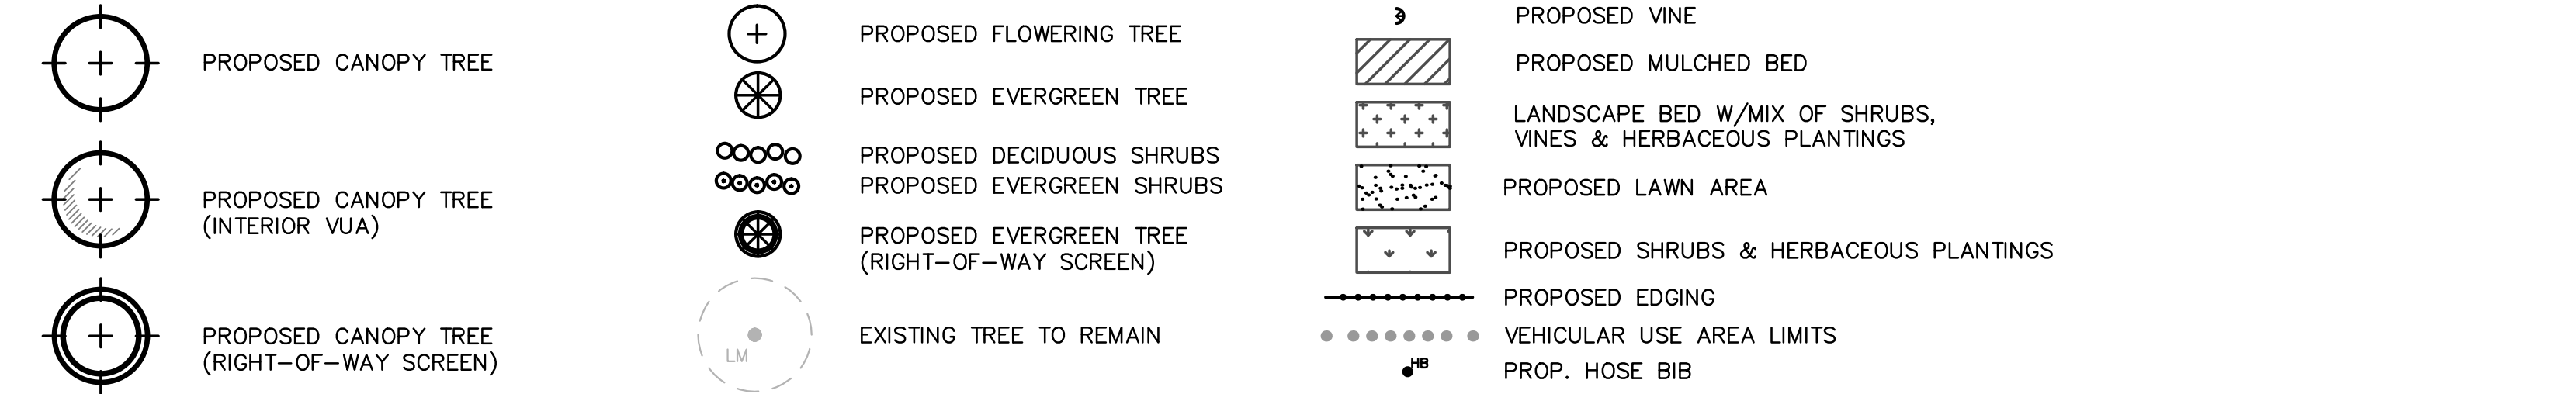 PROPOSED CANOPY TREE
PROPOSED CANOPY TREE
(INTERIOR VUA)
PROPOSED CANOPY TREE
(RIGHT-OF-WAY SCREEN)
PROPOSED FLOWERING TREE
PROPOSED EVERGREEN TREE
PROPOSED DECIDUOUS SHRUBS
PROPOSED EVERGREEN SHRUBS
PROPOSED EVERGREEN TREE
(RIGHT-OF-WAY SCREEN)
LM
EXISTING TREE TO REMAIN
PROPOSED VINE
PROPOSED MULCHED BED
LANDSCAPE BED W/MIX OF SHRUBS,
VINES & HERBACEOUS PLANTINGS
PROPOSED LAWN AREA
PROPOSED SHRUBS & HERBACEOUS PLANTINGS
PROPOSED EDGING
VEHICULAR USE AREA LIMITS
HB
PROP. HOSE BIB